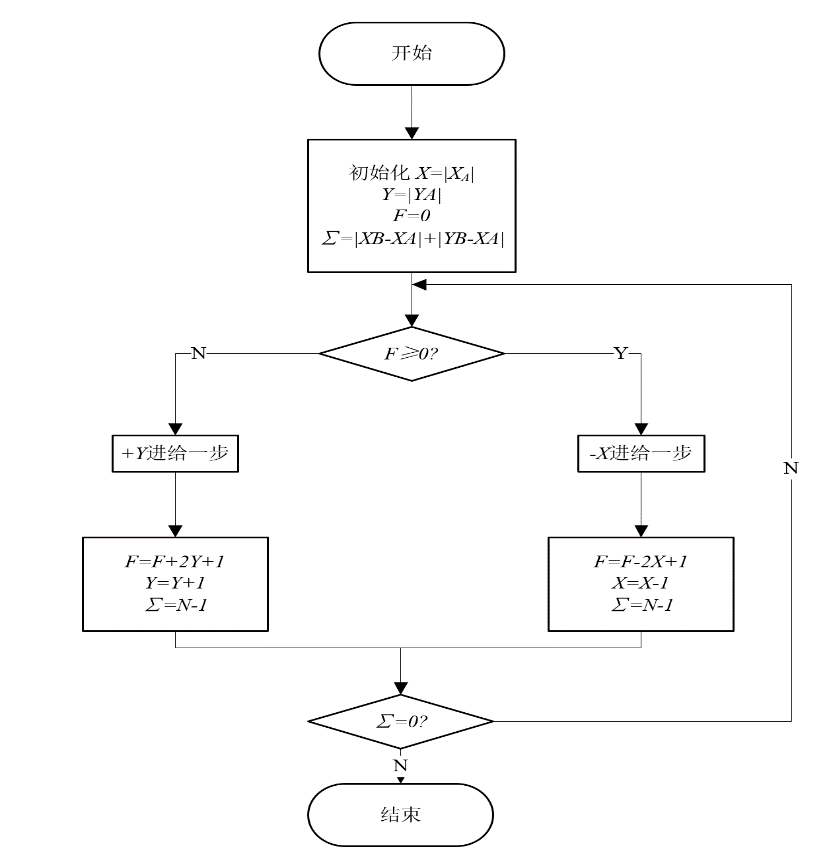 开始
初始化 X=|X_A|
Y=|YA|
F=0
∑=|XB-XA|+|YB-XA|
F≥0?
N
Y
+Y进给一步
-X进给一步
N
F=F+2Y+1
Y=Y+1
∑=N-1
F=F-2X+1
X=X-1
∑=N-1
∑=0?
N
结束